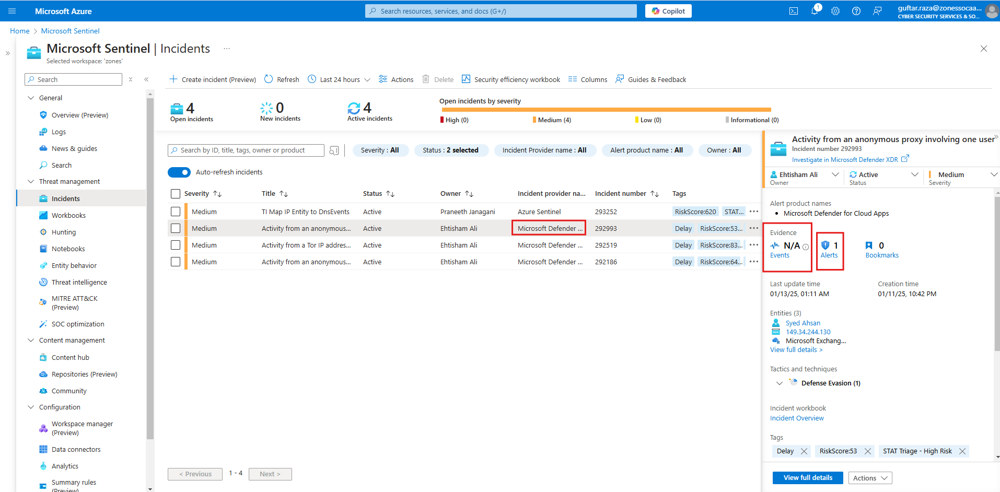 Microsoft Azure
Search resources, services, and docs (G+/)
Copilot
1
guftar.raza@zonessocaa...
CYBER SECURITY SERVICES & SO...
Home > Microsoft Sentinel
Microsoft Sentinel | Incidents ...
Selected workspace: 'zones'
Search
General
Overview (Preview)
Logs
News & guides
Search
Threat management
Incidents
Workbooks
Hunting
Notebooks
Entity behavior
Threat intelligence
MITRE ATT&CK
(Preview)
SOC optimization
Content management
Content hub
Repositories (Preview)
Community
Configuration
Workspace manager
(Preview)
Data connectors
Analytics
Summary rules
(Preview)
Create incident (Preview) Refresh Last 24 hours Actions Delete Security efficiency workbook Columns Guides & Feedback
4
Open incidents
0
New incidents
4
Active incidents
Open incidents by severity
High (0) Medium (4) Low (0) Informational (0)
Search by ID, title, tags, owner or product
Severity : All
Status : 2 selected
Incident Provider name : All
Alert product name : All
Owner : All
Auto-refresh incidents
Severity Title Status Owner Incident provider na... Incident number Tags
Medium TI Map IP Entity to DnsEvents Active Praneeth Janagani Azure Sentinel 293252 RiskScore:620 STAT... ...
Medium Activity from an anonymous... Active Ehtisham Ali Microsoft Defender ... 292993 Delay RiskScore:53... ...
Medium Activity from a Tor IP addres... Active Ehtisham Ali Microsoft Defender ... 292519 Delay RiskScore:83... ...
Medium Activity from an anonymous... Active Ehtisham Ali Microsoft Defender ... 292186 Delay RiskScore:64... ...
< Previous 1 - 4 Next >
Activity from an anonymous proxy involving one user
Incident number 292993
Investigate in Microsoft Defender XDR
Ehtisham Ali
Owner
Active
Status
Medium
Severity
Alert product names
• Microsoft Defender for Cloud Apps
Evidence
N/A
Events
1
Alerts
0
Bookmarks
Last update time
01/13/25, 01:11 AM
Creation time
01/11/25, 10:42 PM
Entities (3)
Syed Ahsan
149.34.244.130
Microsoft Exchang...
View full details >
Tactics and techniques
Defense Evasion (1)
Incident workbook
Incident Overview
Tags
Delay RiskScore:53 STAT Triage - High Risk
View full details Actions